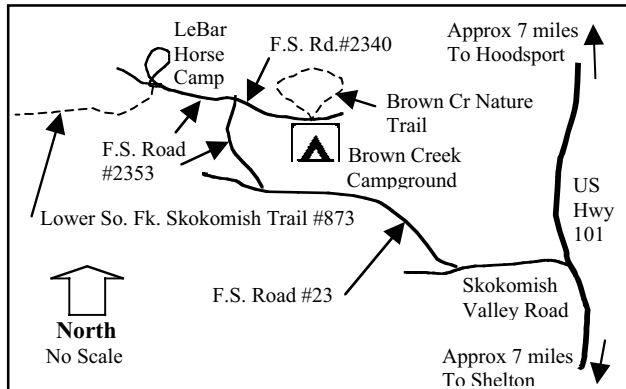 LeBar
Horse
Camp
F.S. Rd.#2340
Approx 7 miles
To Hoodsport
Brown Cr Nature
Trail
F.S. Road
#2353
Brown Creek
Campground
US
Hwy
101
Lower So. Fk. Skokomish Trail #873
F.S. Road #23
Skokomish
Valley Road
North
No Scale
Approx 7 miles
To Shelton